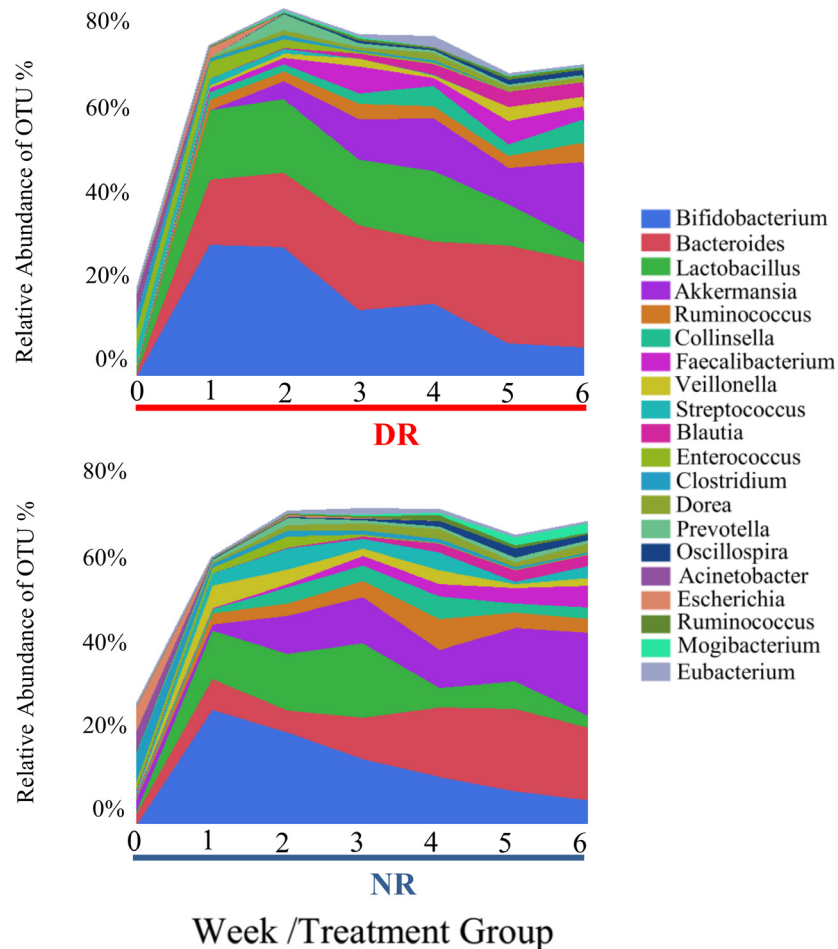 Relative Abundance of OTU %
80%
60%
40%
20%
0%
0 1 2 3 4 5 6
DR
Relative Abundance of OTU %
80%
60%
40%
20%
0%
0 1 2 3 4 5 6
NR
Week /Treatment Group
Bifidobacterium
Bacteroides
Lactobacillus
Akkermansia
Ruminococcus
Collinsella
Faecalibacterium
Veillonella
Streptococcus
Blautia
Enterococcus
Clostridium
Dorea
Prevotella
Oscillospira
Acinetobacter
Escherichia
Ruminococcus
Mogibacterium
Eubacterium